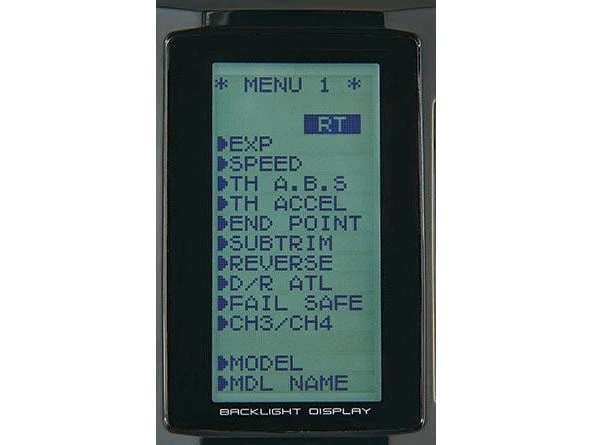 * MENU 1 *
RT
▶EXP
▶SPEED
▶TH A.B.S
▶TH ACCEL
▶END POINT
▶SUBTRIM
▶REVERSE
▶D/R ATL
▶FAIL SAFE
▶CH3/CH4
▶MODEL
▶MDL NAME
BACKLIGHT DISPLAY